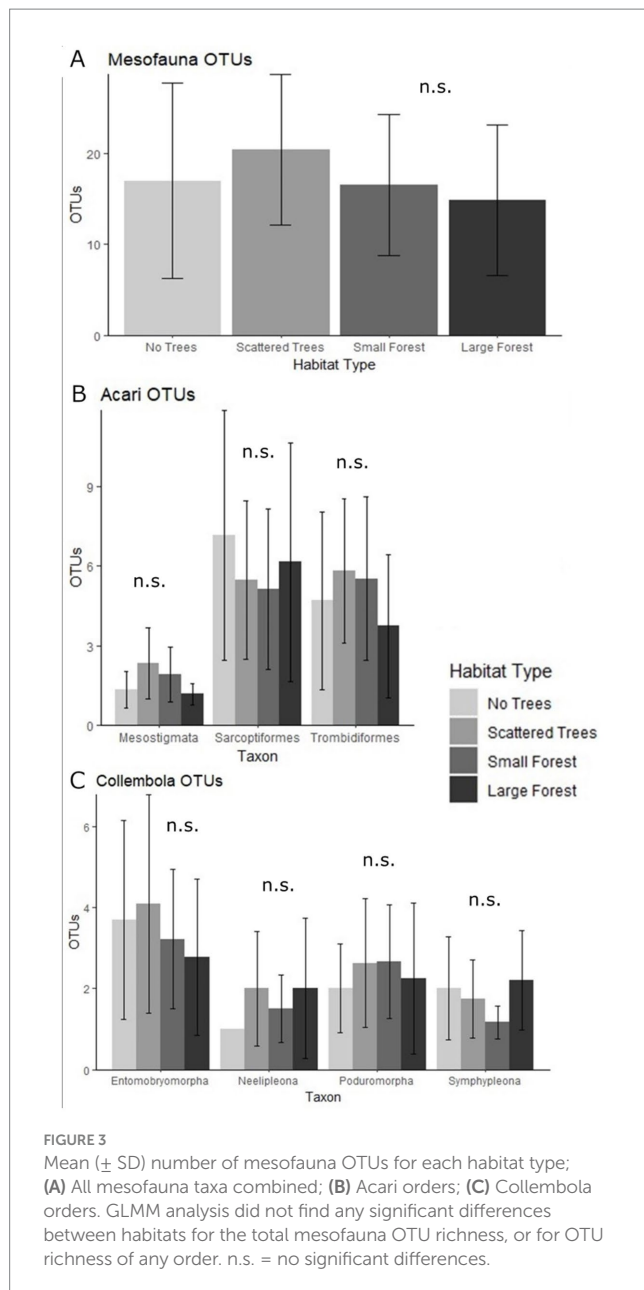 A Mesofauna OTUs
n.s.
20
10
0
OTUs
No Trees Scattered Trees Small Forest Large Forest
Habitat Type
B Acari OTUs
n.s. n.s. n.s.
9
6
3
0
OTUs
Mesostigmata Sarcoptiformes Trombidiformes
Taxon
Habitat Type
No Trees
Scattered Trees
Small Forest
Large Forest
C Collembola OTUs
n.s. n.s. n.s. n.s.
6
4
2
0
OTUs
Entomobryomorpha Neelipleona Poduromorpha Symphypleona
Taxon
FIGURE 3
Mean (± SD) number of mesofauna OTUs for each habitat type;
(A) All mesofauna taxa combined; (B) Acari orders; (C) Collembola
orders. GLMM analysis did not find any significant differences
between habitats for the total mesofauna OTU richness, or for OTU
richness of any order. n.s. = no significant differences.